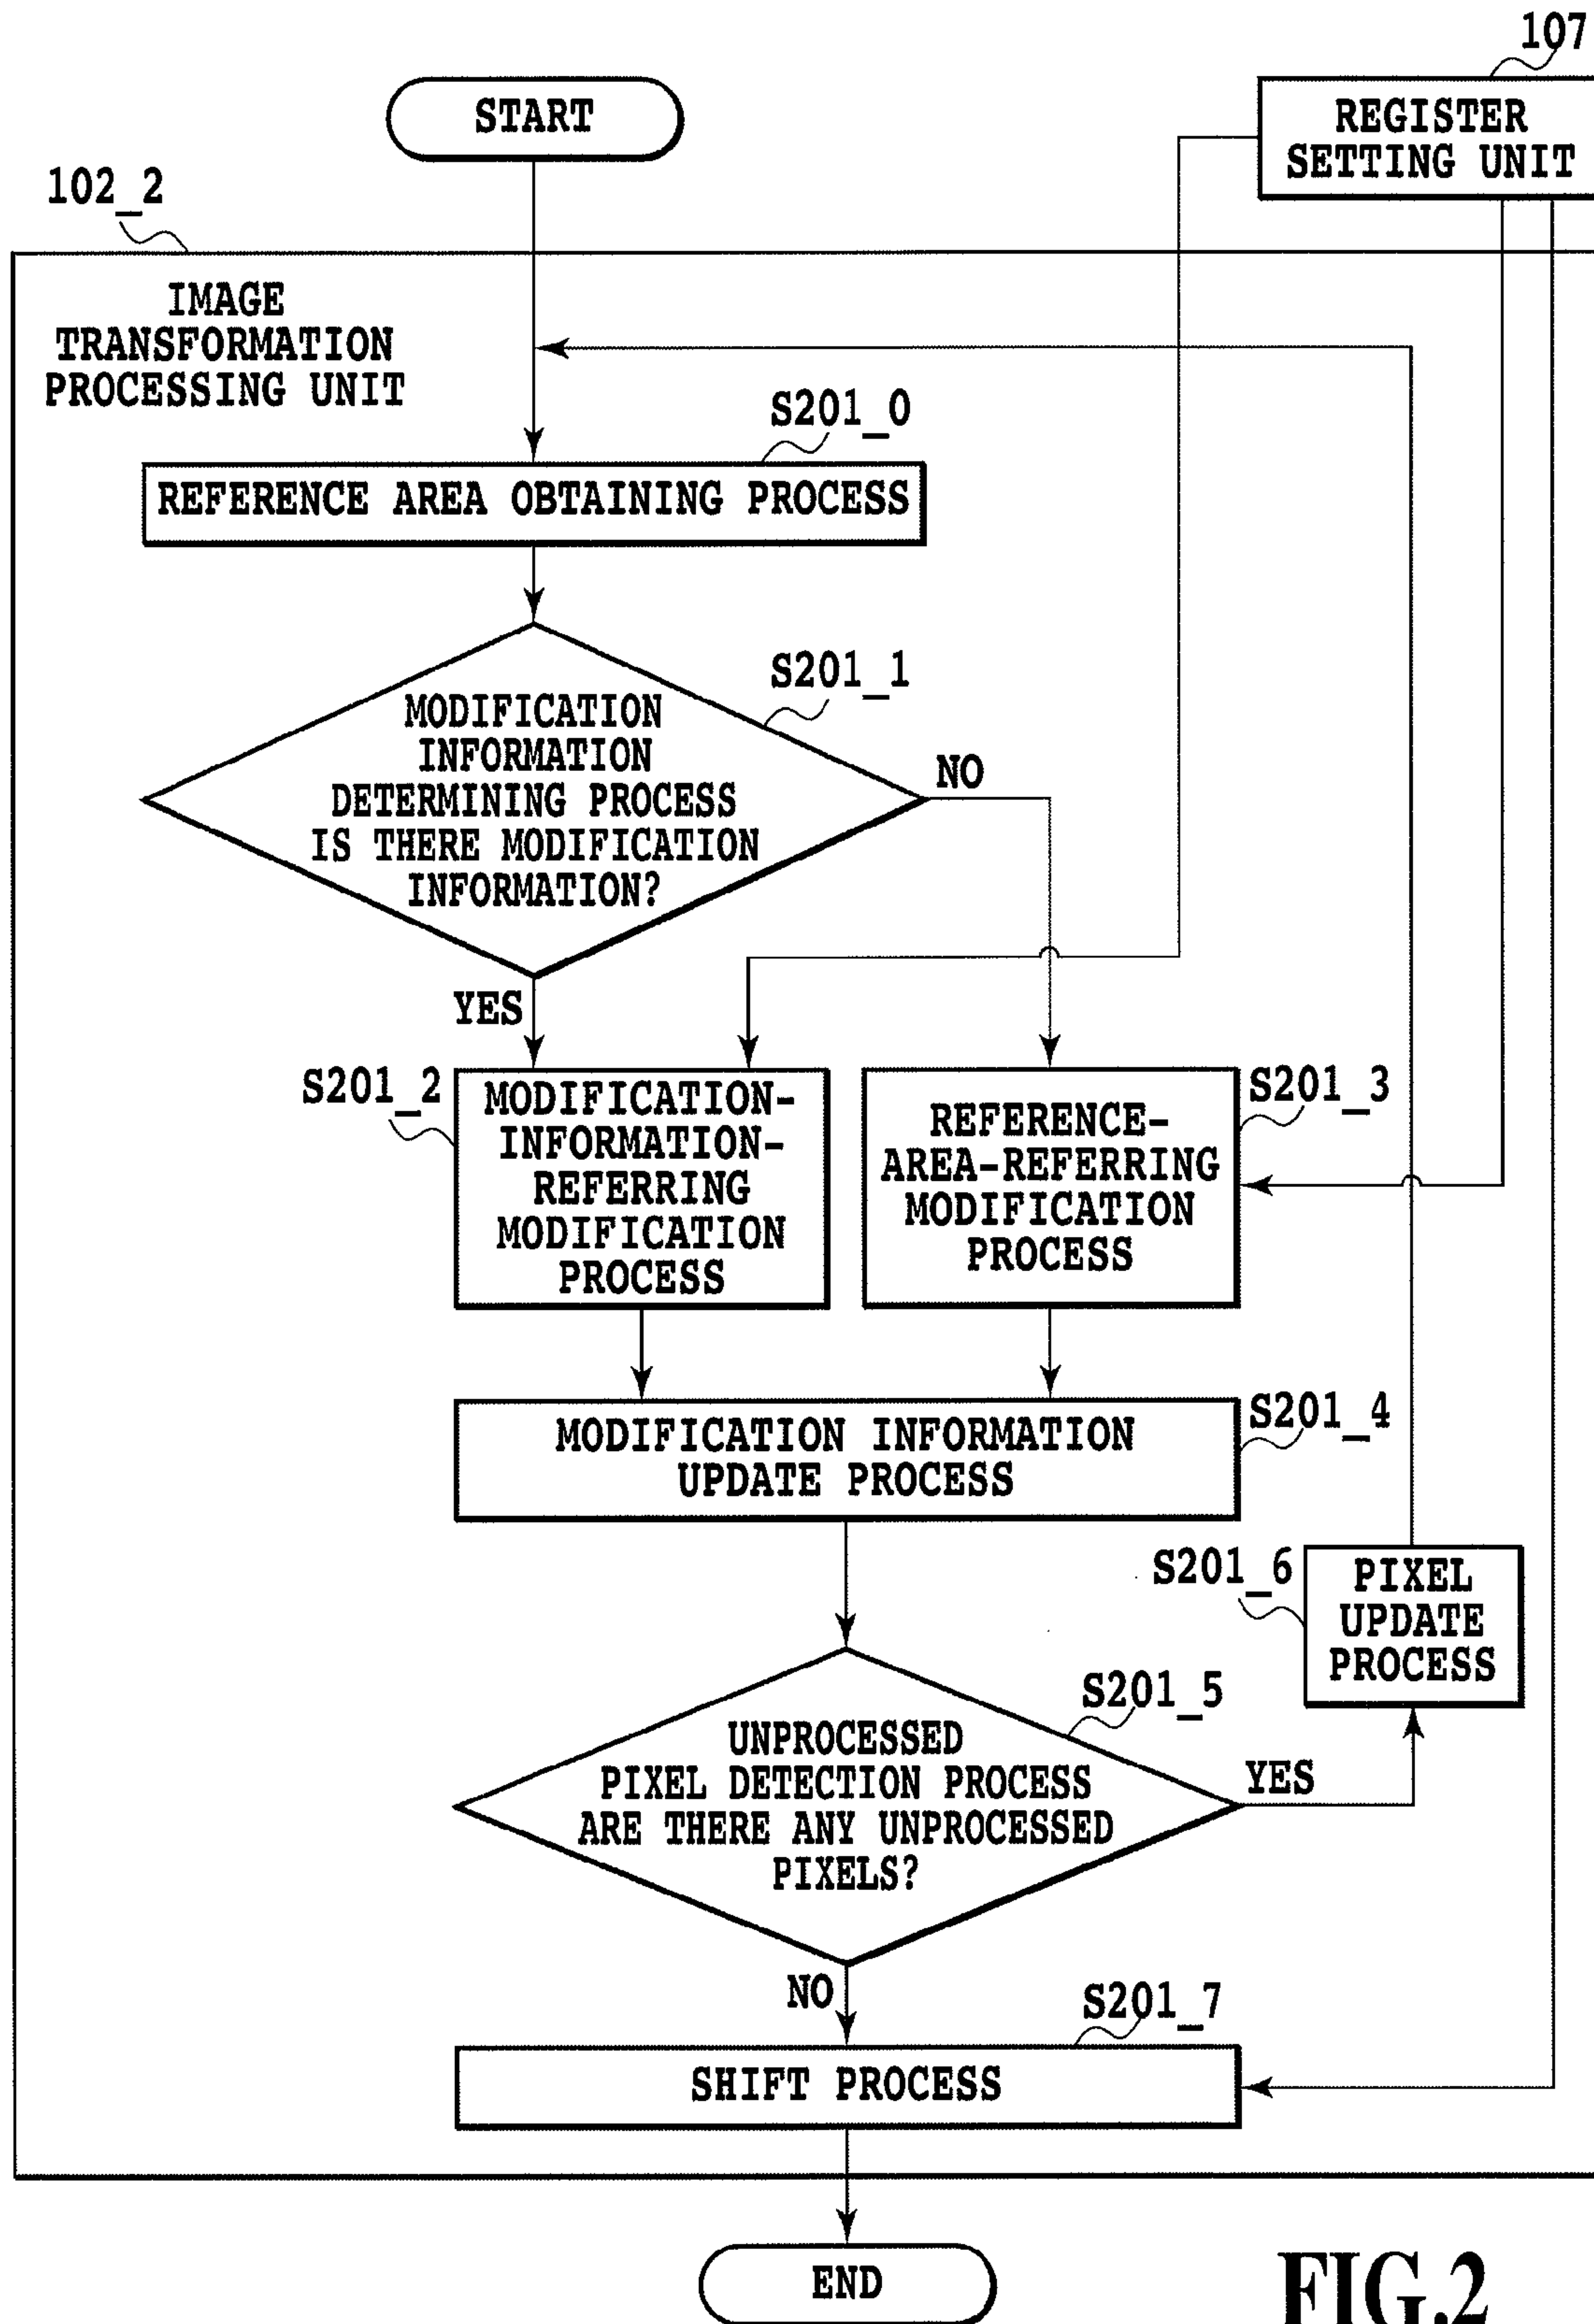 107
START
REGISTER
SETTING UNIT
102_2
IMAGE
TRANSFORMATION
PROCESSING UNIT
S201_0
REFERENCE AREA OBTAINING PROCESS
S201_1
MODIFICATION
INFORMATION
DETERMINING PROCESS
IS THERE MODIFICATION
INFORMATION?
NO
YES
S201_2
MODIFICATION-
INFORMATION-
REFERRING
MODIFICATION
PROCESS
REFERENCE-
AREA-REFERRING
MODIFICATION
PROCESS
S201_3
MODIFICATION INFORMATION
UPDATE PROCESS
S201_4
S201_6
PIXEL
UPDATE
PROCESS
S201_5
UNPROCESSED
PIXEL DETECTION PROCESS
ARE THERE ANY UNPROCESSED
PIXELS?
YES
NO
S201_7
SHIFT PROCESS
END
FIG.2